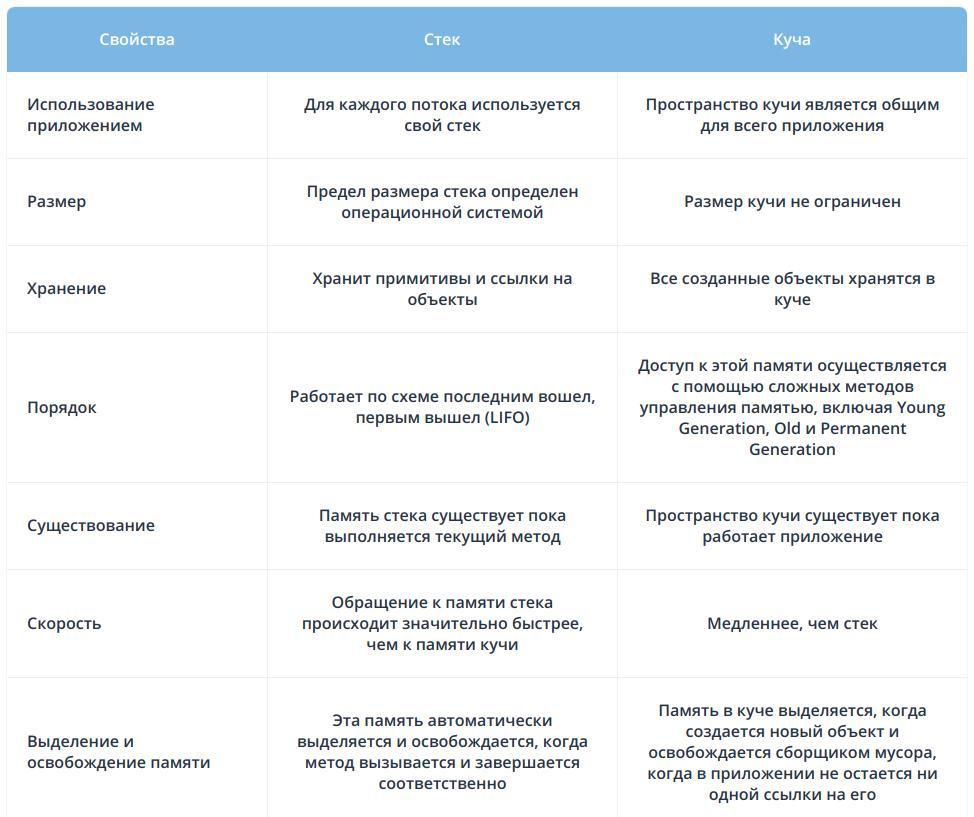 Свойства
Стек
Куча
Использование
приложением
Для каждого потока используется
свой стек
Пространство кучи является общим
для всего приложения
Размер
Предел размера стека определен
операционной системой
Размер кучи не ограничен
Хранение
Хранит примитивы и ссылки на
объекты
Все созданные объекты хранятся в
куче
Порядок
Работает по схеме последним вошел,
первым вышел (LIFO)
Доступ к этой памяти осуществляется
с помощью сложных методов
управления памятью, включая Young
Generation, Old и Permanent
Generation
Существование
Память стека существует пока
выполняется текущий метод
Пространство кучи существует пока
работает приложение
Скорость
Обращение к памяти стека
происходит значительно быстрее,
чем к памяти кучи
Медленнее, чем стек
Выделение и
освобождение памяти
Эта память автоматически
выделяется и освобождается, когда
метод вызывается и завершается
соответственно
Память в куче выделяется, когда
создается новый объект и
освобождается сборщиком мусора,
когда в приложении не остается ни
одной ссылки на его